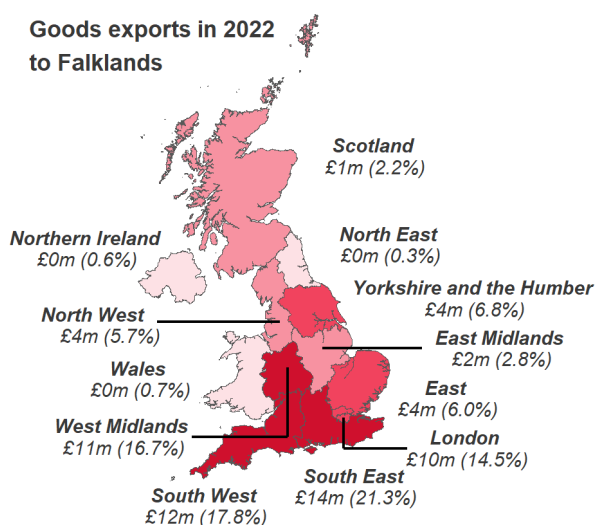 Goods exports in 2022
to Falklands
Scotland
£1m (2.2%)
Northern Ireland
£0m (0.6%)
North East
£0m (0.3%)
Yorkshire and the Humber
£4m (6.8%)
North West
£4m (5.7%)
East Midlands
£2m (2.8%)
Wales
£0m (0.7%)
East
£4m (6.0%)
West Midlands
£11m (16.7%)
London
£10m (14.5%)
South East
£14m (21.3%)
South West
£12m (17.8%)